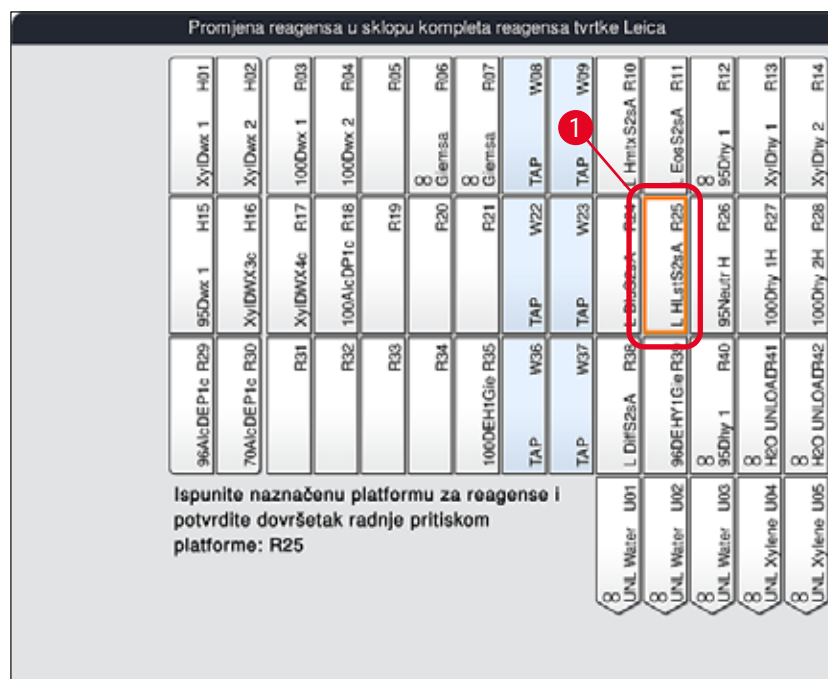 Promjena reagensa u sklopu kompleta reagensa tvrtke Leica
XylDwx 1 H01
XylDwx 2 H02
100Dwx 1 R03
100Dwx 2 R04
R05
∞ Giemsa R06
∞ Giemsa R07
TAP W08
TAP W09
1
L HmtxS2sA R10
L EosS2sA R11
∞ 95Dhy 1 R12
XylDhy 1 R13
XylDhy 2 R14
95Dwx 1 H15
XylDWX3c H16
XylDWX4c R17
100AlcDP1c R18
R19
R20
R21
TAP W22
TAP W23
R24
L HLstS2sA R25
95Neutr H R26
100Dhy 1H R27
100Dhy 2H R28
96AlcDEP1c R29
70AlcDEP1c R30
R31
R32
R33
R34
100DEH1Gie R35
TAP W36
TAP W37
L DiffS2sA R38
96DEHY1Gie R39
∞ 95Dhy 1 R40
∞ H2O UNLOADR41
∞ H2O UNLOADR42
∞ UNL Water U01
∞ UNL Water U02
∞ UNL Water U03
∞ UNL Xylene U04
∞ UNL Xylene U05
Ispunite naznačenu platformu za reagense i
potvrdite dovršetak radnje pritiskom
platforme: R25